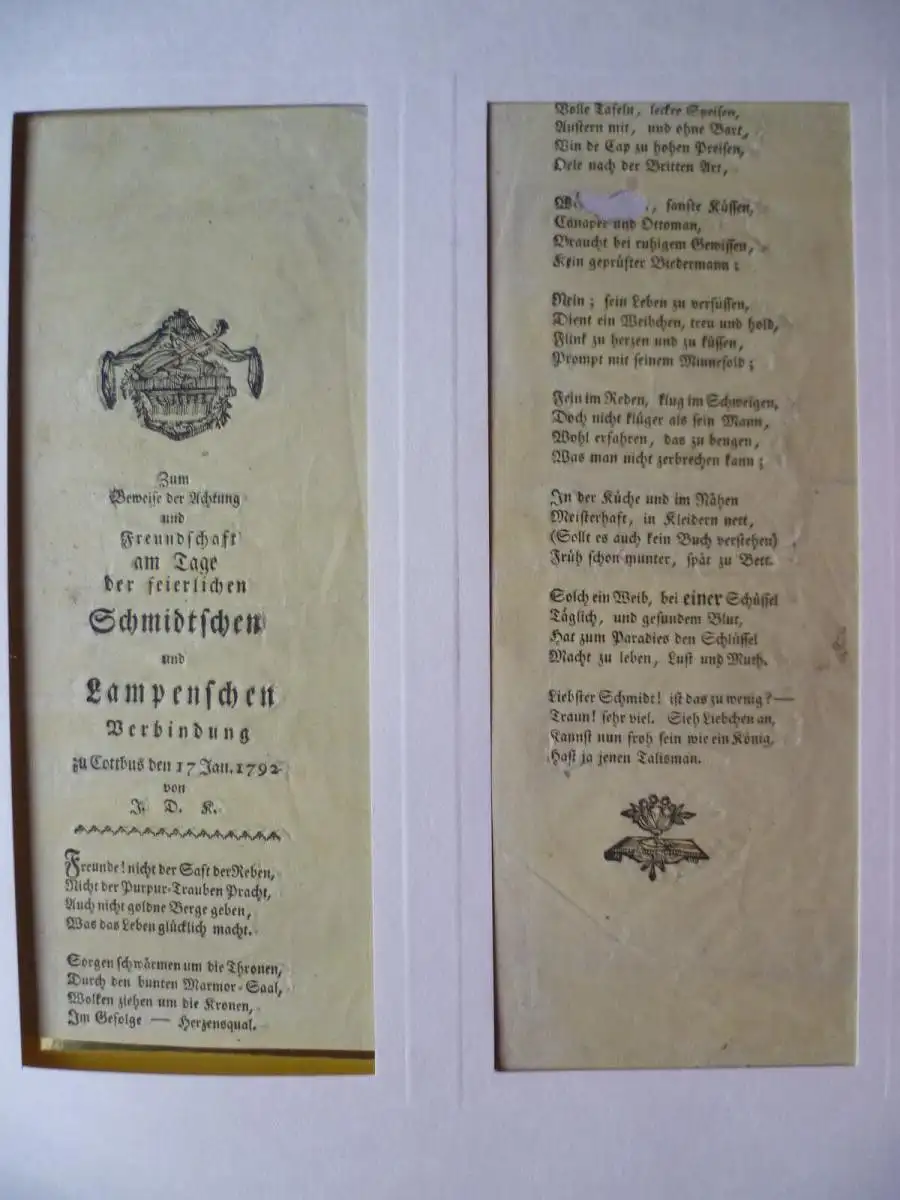 Zum
Beweise der Achtung
und
Freundschaft
am Tage
der feierlichen
Schmidtschen
und
Lampenschen
Verbindung
zu Cottbus den 17 Jan. 1792
von
J. D. K.
Freunde! nicht der Saft der Reben,
Nicht der Purpur-Trauben Pracht,
Auch nicht goldne Berge geben,
Was das Leben glücklich macht.
Sorgen schwärmen um die Thronen,
Durch den bunten Marmor-Saal,
Wolken ziehen um die Kronen,
Im Gefolge — Herzensqual.
Volle Tafeln, lecker Speisen,
Austern mit, und ohne Bart,
Vin de Cap zu hohen Preisen,
Oele nach der Britten Art,
sanfte Küssen,
Canapee und Ottoman,
Braucht bei ruhigem Gewissen,
Kein geprüfter Biedermann;
Nein; sein Leben zu versüssen,
Dient ein Weibchen, treu und hold,
Flink zu herzen und zu küssen,
Prompt mit seinem Minnesold;
Fein im Reden, klug im Schweigen,
Doch nicht klüger als sein Mann,
Wohl erfahren, das zu beugen,
Was man nicht zerbrechen kann;
In der Küche und im Nähen
Meisterhaft, in Kleidern nett,
(Sollt es auch kein Buch verstehen)
Früh schon munter, spät zu Bett.
Solch ein Weib, bei einer Schüssel
Täglich, und gesundem Blut,
Hat zum Paradies den Schlüssel
Macht zu leben, Lust und Muth.
Liebster Schmidt! ist das zu wenig? —
Traun! sehr viel. Sieh Liebchen an,
Kannst nun froh sein wie ein König,
Hast ja jenen Talisman.